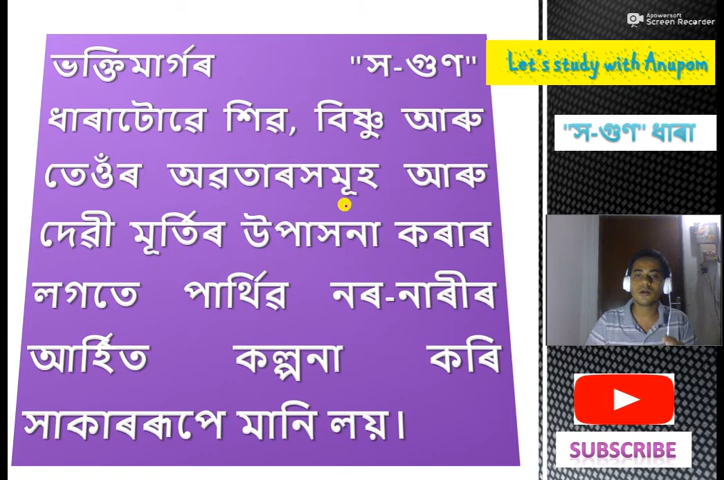 ভক্তিমাৰ্গৰ "স-গুণ"
ধাৰাটোৱে শিৱ, বিষ্ণু আৰু
তেওঁৰ অৱতাৰসমূহ আৰু
দেৱী মূৰ্তিৰ উপাসনা কৰাৰ
লগতে পাৰ্থিৱ নৰ-নাৰীৰ
আৰ্হিত কল্পনা কৰি
সাকাৰৰূপে মানি লয়।
Apowersoft
Screen Recorder
Let's study with Anupom
"স-গুণ" ধাৰা
SUBSCRIBE